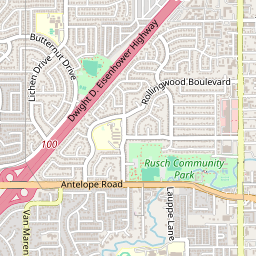 Butternut Drive
Lichen Drive
Dwight D. Eisenhower Highway
Rollingwood Boulevard
100
Rusch Community
Park
Antelope Road
Van Maren
Lauppe Lane